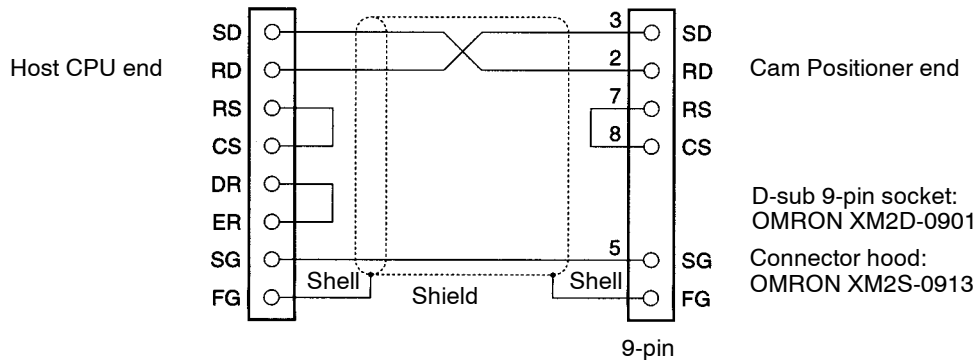 SD 3 SD
Host CPU end RD 2 RD Cam Positioner end
RS 7 RS
CS 8 CS
DR
ER
D-sub 9-pin socket:
OMRON XM2D-0901
SG 5 SG
Connector hood:
OMRON XM2S-0913
FG Shell Shield Shell FG
9-pin